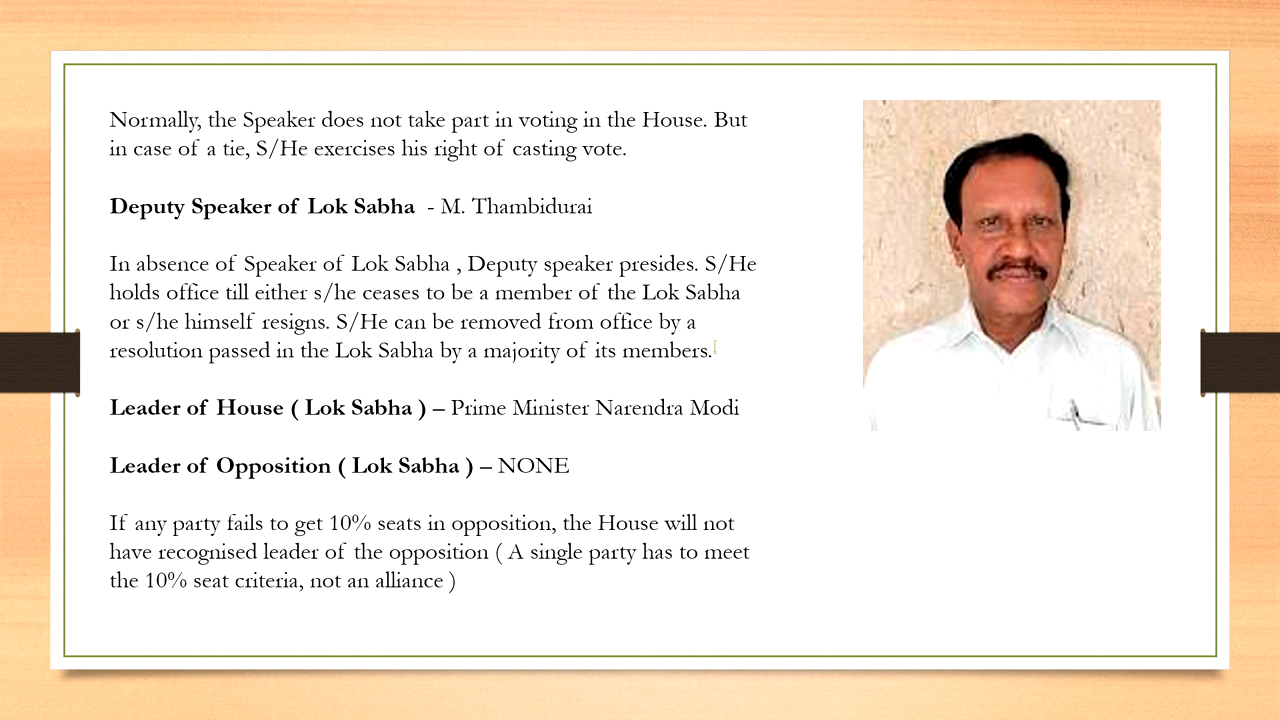 Normally, the Speaker does not take part in voting in the House. But
in case of a tie, S/He exercises his right of casting vote.
Deputy Speaker of Lok Sabha - M. Thambidurai
In absence of Speaker of Lok Sabha , Deputy speaker presides. S/He
holds office till either s/he ceases to be a member of the Lok Sabha
or s/he himself resigns. S/He can be removed from office by a
resolution passed in the Lok Sabha by a majority of its members.[
Leader of House ( Lok Sabha ) – Prime Minister Narendra Modi
Leader of Opposition ( Lok Sabha ) – NONE
If any party fails to get 10% seats in opposition, the House will not
have recognised leader of the opposition ( A single party has to meet
the 10% seat criteria, not an alliance )